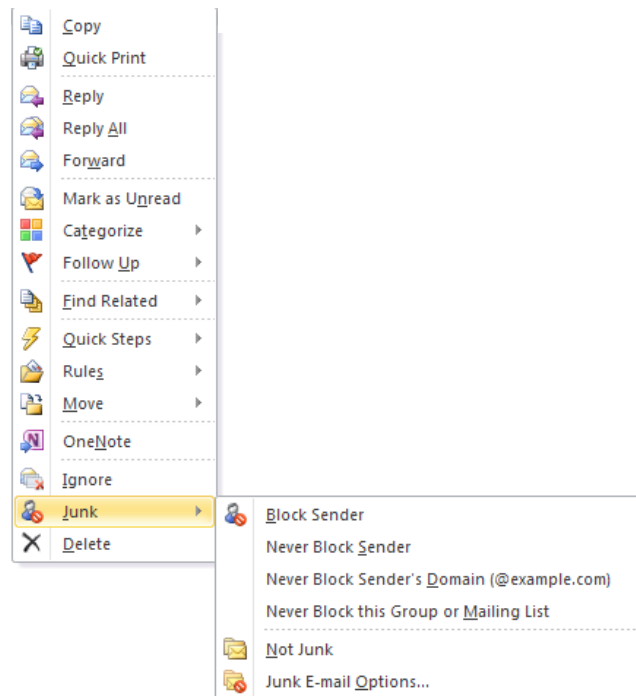 Copy
Quick Print
Reply
Reply All
Forward
Mark as Unread
Categorize
Follow Up
Find Related
Quick Steps
Rules
Move
OneNote
Ignore
Junk
Delete
Block Sender
Never Block Sender
Never Block Sender's Domain (@example.com)
Never Block this Group or Mailing List
Not Junk
Junk E-mail Options...